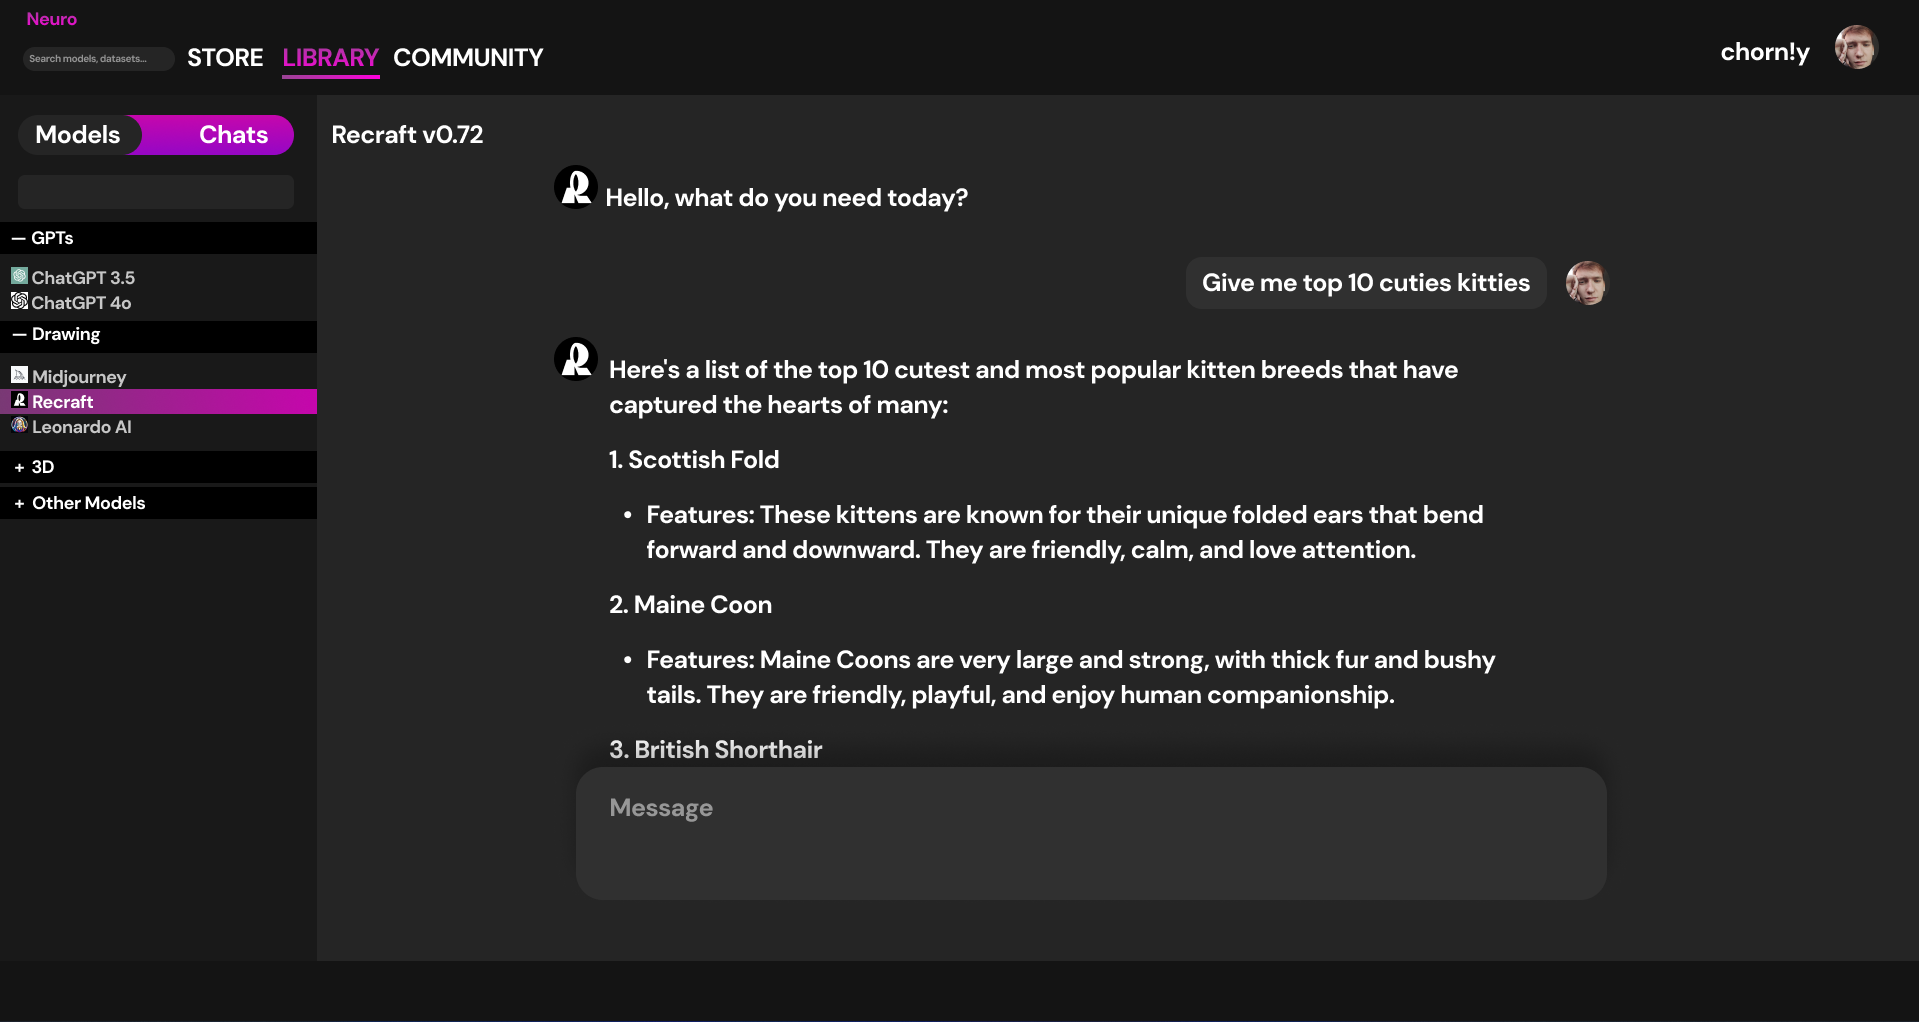 Neuro
Search models, datasets...
STORE LIBRARY COMMUNITY
chorn!y
Models Chats
— GPTs
ChatGPT 3.5
ChatGPT 4o
— Drawing
Midjourney
Recraft
Leonardo AI
+ 3D
+ Other Models
Recraft v0.72
Hello, what do you need today?
Give me top 10 cuties kitties
Here's a list of the top 10 cutest and most popular kitten breeds that have
captured the hearts of many:
1. Scottish Fold
• Features: These kittens are known for their unique folded ears that bend
forward and downward. They are friendly, calm, and love attention.
2. Maine Coon
• Features: Maine Coons are very large and strong, with thick fur and bushy
tails. They are friendly, playful, and enjoy human companionship.
3. British Shorthair
Message